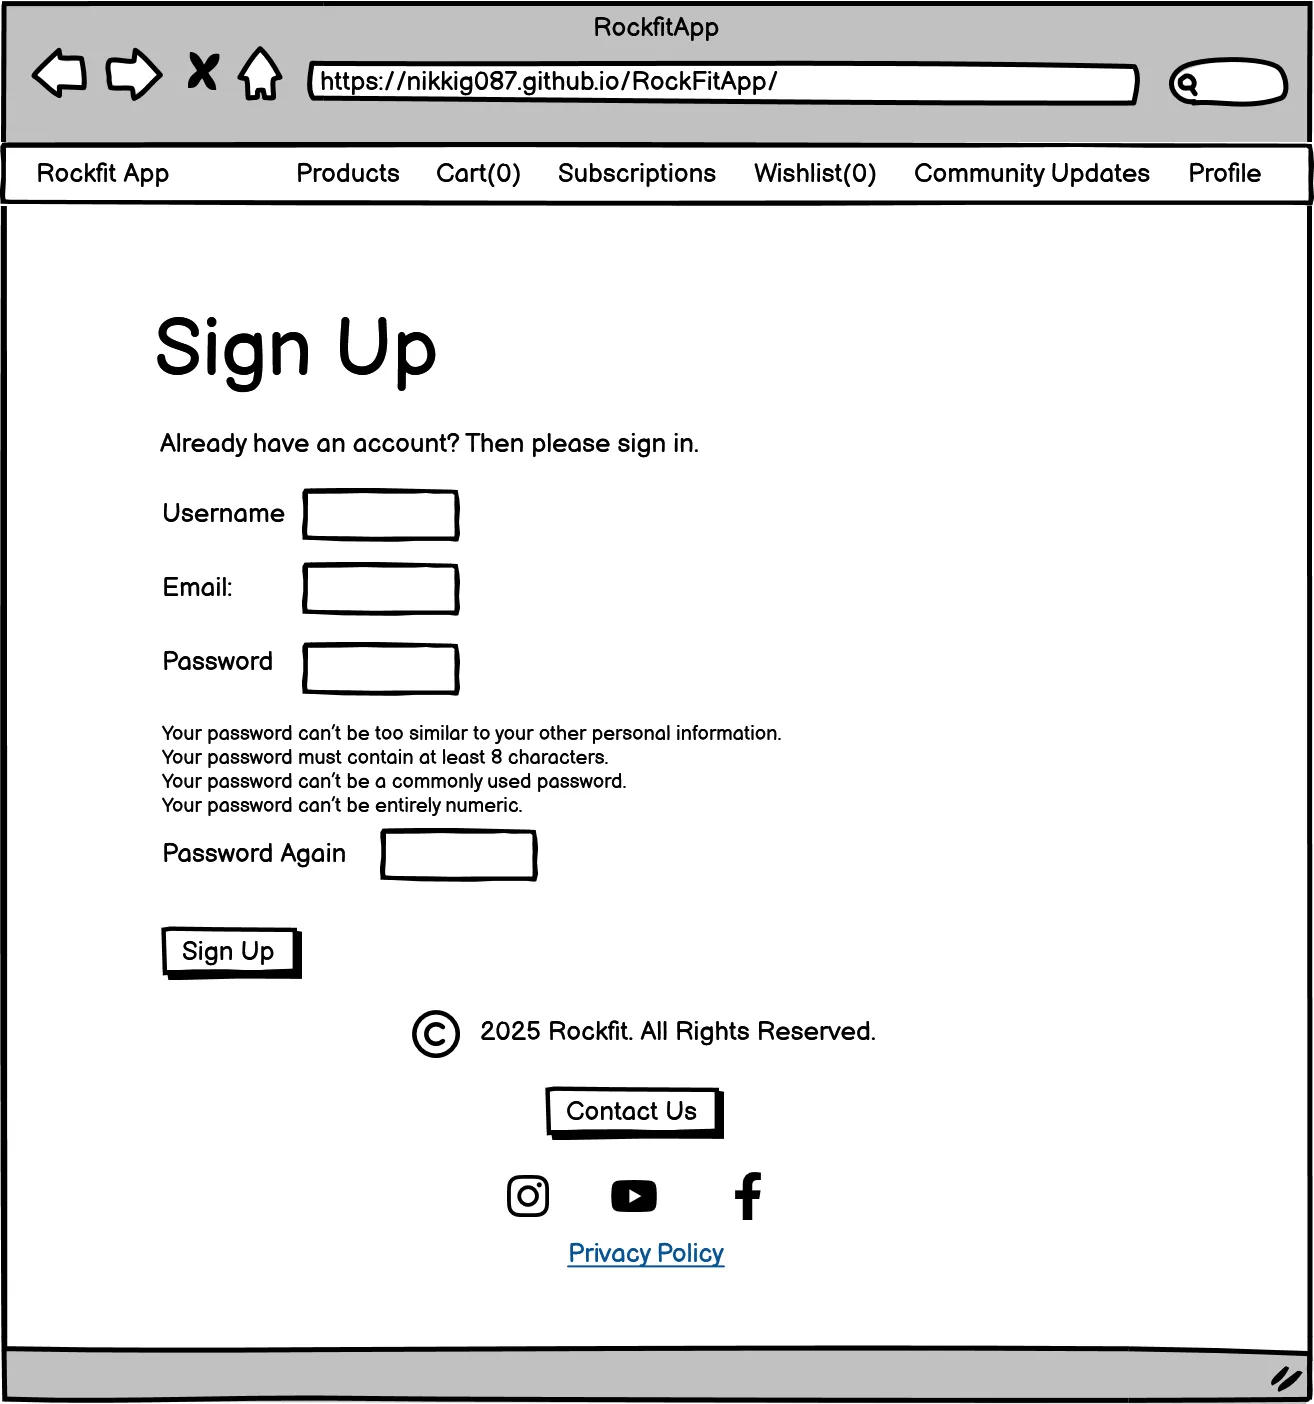 RockfitApp
https://nikkig087.github.io/RockFitApp/
Rockfit App Products Cart(0) Subscriptions Wishlist(0) Community Updates Profile
Sign Up
Already have an account? Then please sign in.
Username
Email:
Password
Your password can't be too similar to your other personal information.
Your password must contain at least 8 characters.
Your password can't be a commonly used password.
Your password can't be entirely numeric.
Password Again
Sign Up
© 2025 Rockfit. All Rights Reserved.
Contact Us
Privacy Policy